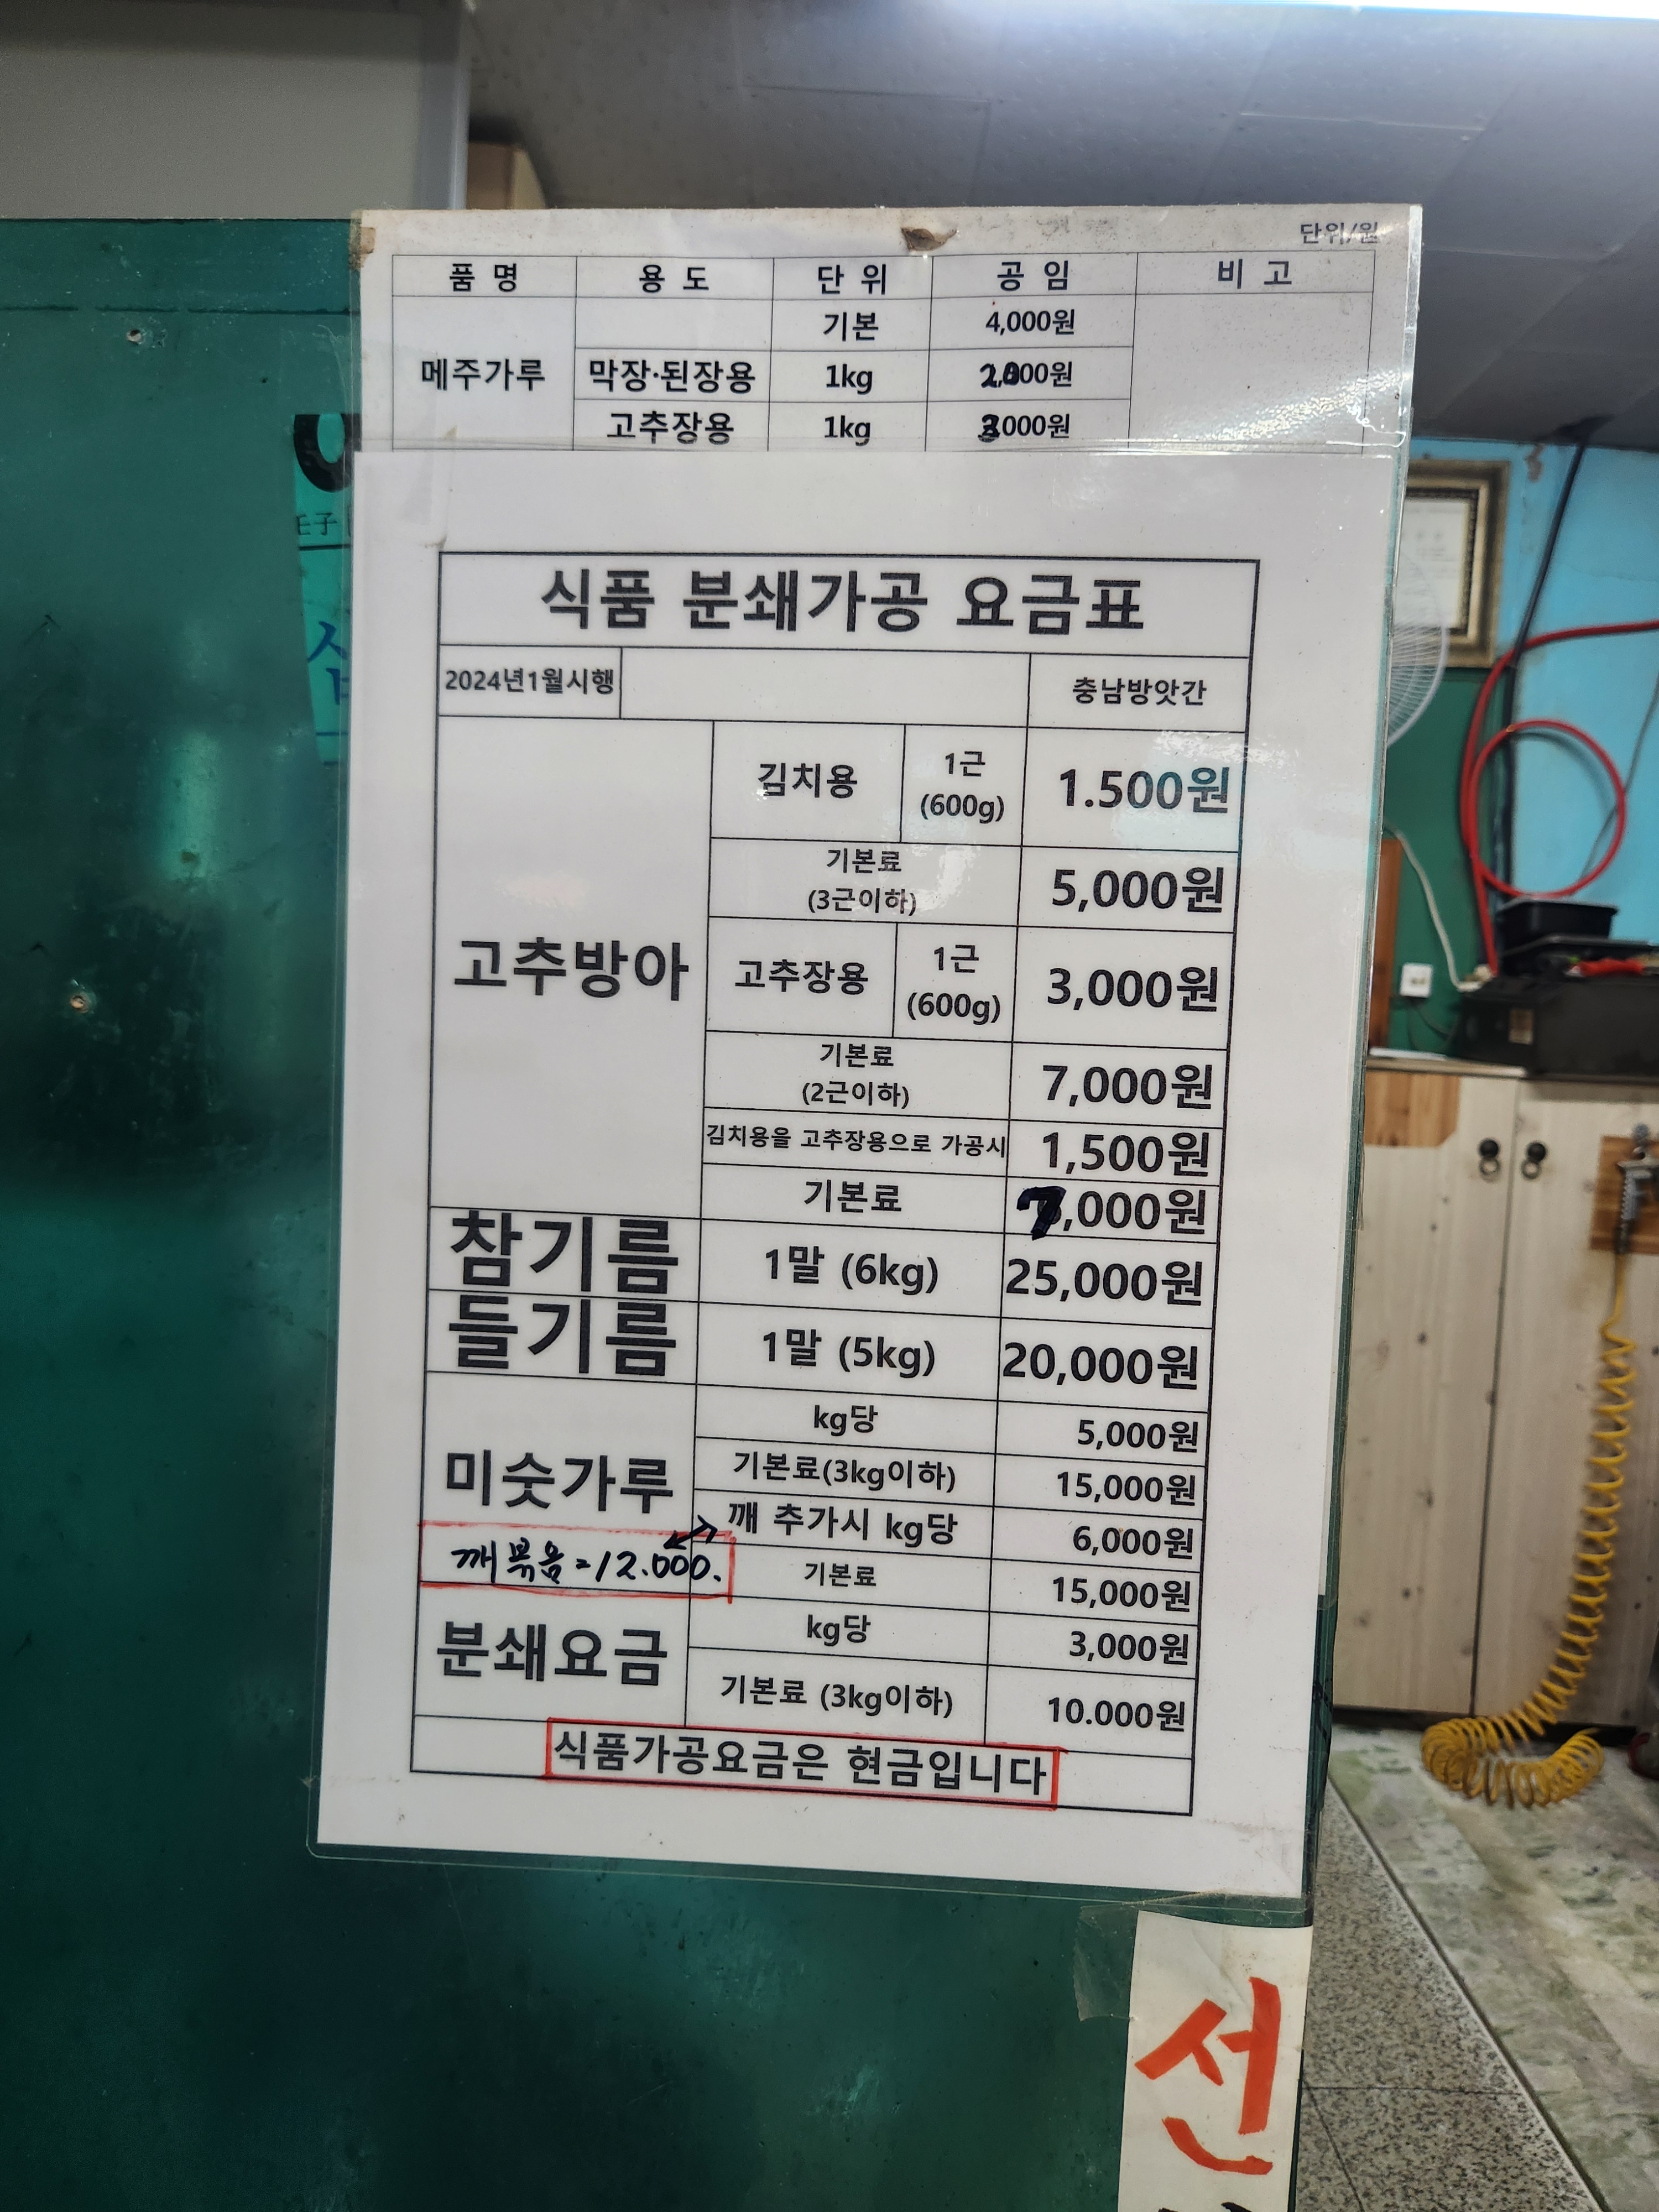 단위/원
품 명 용 도 단 위 공 임 비 고
기본 4,000원
메주가루 막장·된장용 1kg 000원
고추장용 1kg 3000원
식품 분쇄가공 요금표
2024년1월시행 충남방앗간
고추방아
김치용 1근 (600g) 1.500원
기본료 (3근이하) 5,000원
고추장용 1근 (600g) 3,000원
기본료 (2근이하) 7,000원
김치용을 고추장용으로 가공시 1,500원
기본료 7,000원
참기름 1말 (6kg) 25,000원
들기름 1말 (5kg) 20,000원
미숫가루
kg당 5,000원
기본료(3kg이하) 15,000원
깨 추가시 kg당 6,000원
깨볶음=12.000.
기본료 15,000원
분쇄요금
kg당 3,000원
기본료 (3kg이하) 10.000원
식품가공요금은 현금입니다
壬子
선